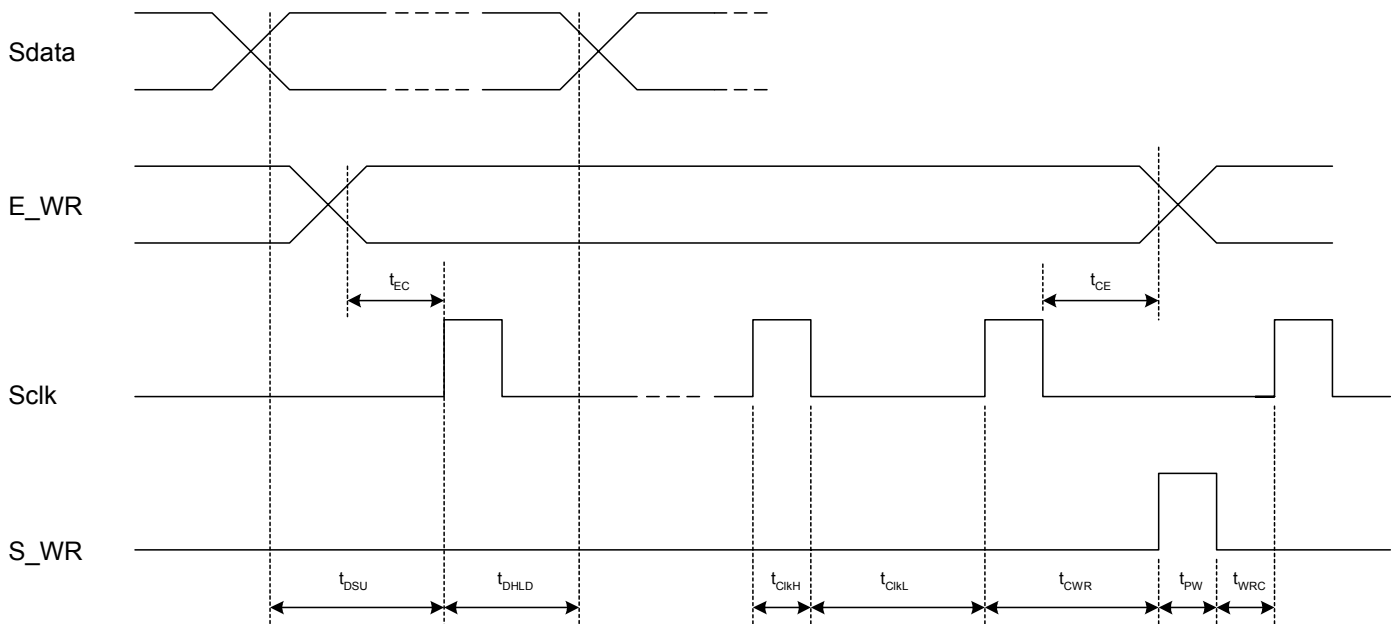 Sdata
E_WR
tEC
tCE
Sclk
S_WR
tDSU
tDHLD
tClkH
tClkL
tCWR
tPW
tWRC